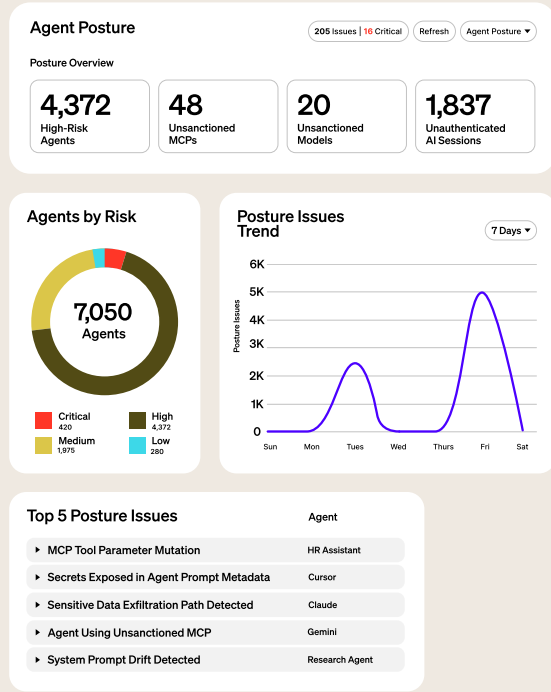 Agent Posture
205 Issues | 16 Critical
Refresh
Agent Posture
Posture Overview
4,372
High-Risk
Agents
48
Unsanctioned
MCPs
20
Unsanctioned
Models
1,837
Unauthenticated
AI Sessions
Agents by Risk
7,050
Agents
Critical
420
High
4,372
Medium
1,975
Low
280
Posture Issues
Trend
7 Days
Posture Issues
6K
5K
4K
3K
2K
1K
0
Sun Mon Tues Wed Thurs Fri Sat
Top 5 Posture Issues Agent
MCP Tool Parameter Mutation HR Assistant
Secrets Exposed in Agent Prompt Metadata Cursor
Sensitive Data Exfiltration Path Detected Claude
Agent Using Unsanctioned MCP Gemini
System Prompt Drift Detected Research Agent